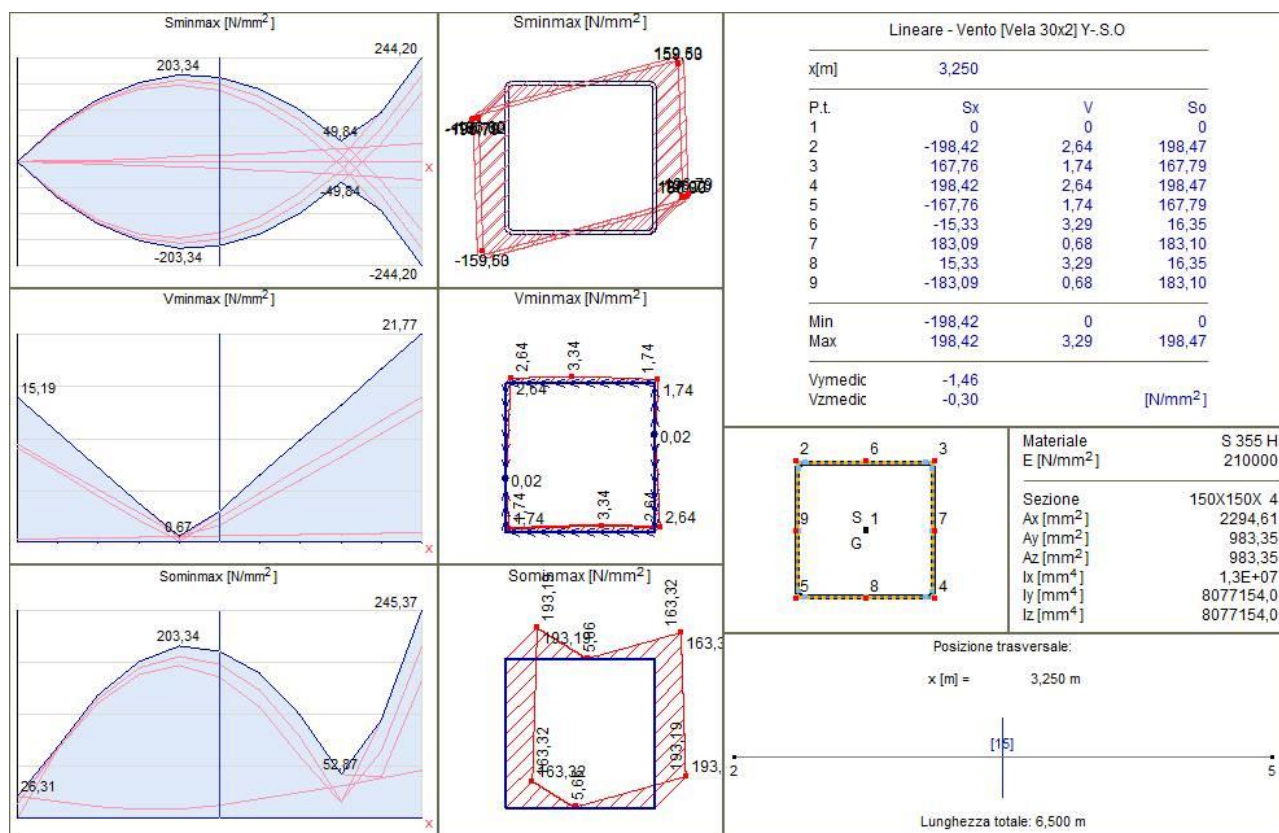 Sminmax [N/mm²]
244,20
203,34
49,84
x
-49,84
-203,34
-244,20
Sminmax [N/mm²]
-159,53
Vminmax [N/mm²]
21,77
15,19
0,67
x
Vminmax [N/mm²]
2,64
3,34
1,74
2,64
1,74
0,02
0,02
1,74
3,34
2,64
1,74
2,64
Sominmax [N/mm²]
245,37
203,34
52,87
26,31
x
Sominmax [N/mm²]
193,19
163,32
193,19
163,32
193,19
163,32
Lineare - Vento [Vela 30x2] Y-.S.O
x[m] 3,250
P.t. Sx V So
1 0 0 0
2 -198,42 2,64 198,47
3 167,76 1,74 167,79
4 198,42 2,64 198,47
5 -167,76 1,74 167,79
6 -15,33 3,29 16,35
7 183,09 0,68 183,10
8 15,33 3,29 16,35
9 -183,09 0,68 183,10
Min -198,42 0 0
Max 198,42 3,29 198,47
Vymedic -1,46
Vzmedic -0,30 [N/mm²]
2 6 3
9 S 1 7
G
5 8 4
Materiale S 355 H
E [N/mm²] 210000
Sezione 150X150X 4
Ax [mm²] 2294,61
Ay [mm²] 983,35
Az [mm²] 983,35
Ix [mm⁴] 1,3E+07
Iy [mm⁴] 8077154,0
Iz [mm⁴] 8077154,0
Posizione trasversale:
x [m] = 3,250 m
[15]
2 5
Lunghezza totale: 6,500 m